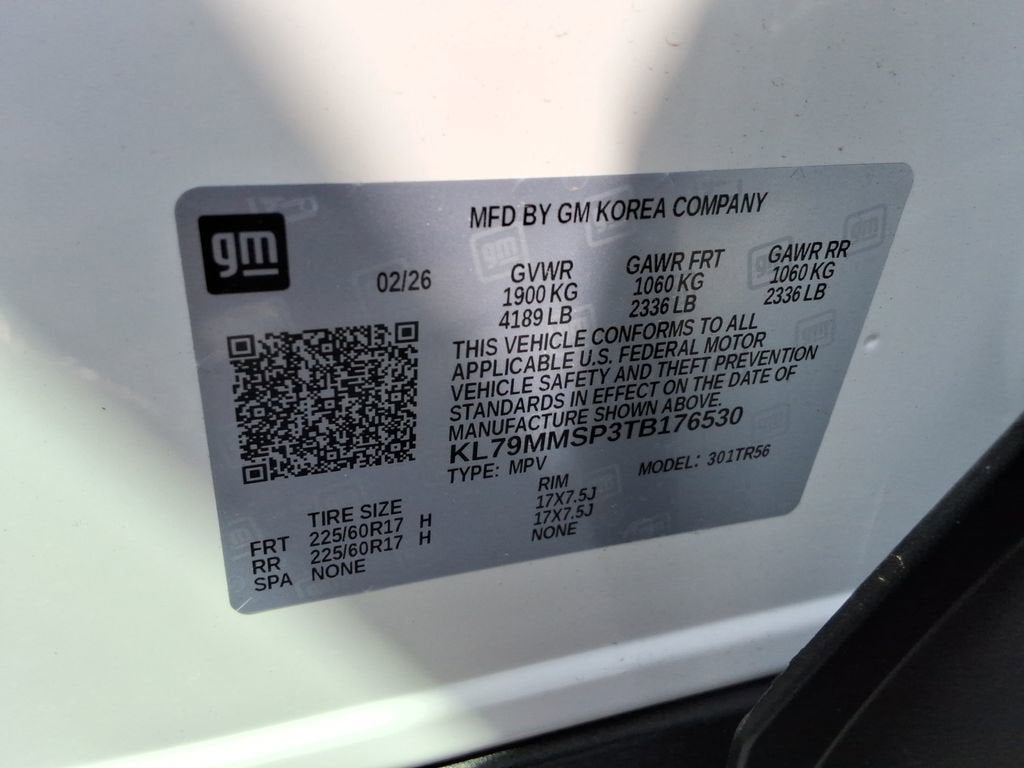 gm
MFD BY GM KOREA COMPANY
02/26
GVWR GAWR FRT GAWR RR
1900 KG 1060 KG 1060 KG
4189 LB 2336 LB 2336 LB
THIS VEHICLE CONFORMS TO ALL
APPLICABLE U.S. FEDERAL MOTOR
VEHICLE SAFETY AND THEFT PREVENTION
STANDARDS IN EFFECT ON THE DATE OF
MANUFACTURE SHOWN ABOVE.
KL79MMSP3TB176530
TYPE: MPV MODEL: 301TR56
TIRE SIZE RIM
FRT 225/60R17 H 17X7.5J
RR 225/60R17 H 17X7.5J
SPA NONE NONE